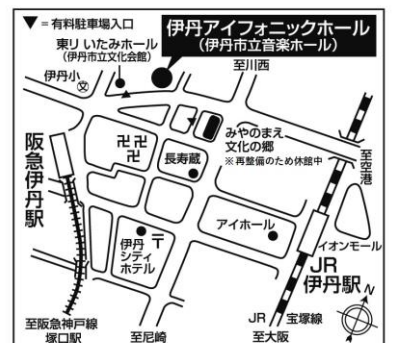 ▼=有料駐車場入口
伊丹アイフォニックホール
(伊丹市立音楽ホール)
東リ いたみホール
(伊丹市立文化会館)
至川西
伊丹小
文
みやのまえ
文化の郷
※再整備のため休館中
至空港
卍卍
卍
長寿蔵
阪急伊丹駅
アイホール
伊丹
シティ
ホテル
〒
イオンモール
JR
伊丹駅
N
至阪急神戸線
塚口駅
至尼崎
JR 宝塚線
至大阪